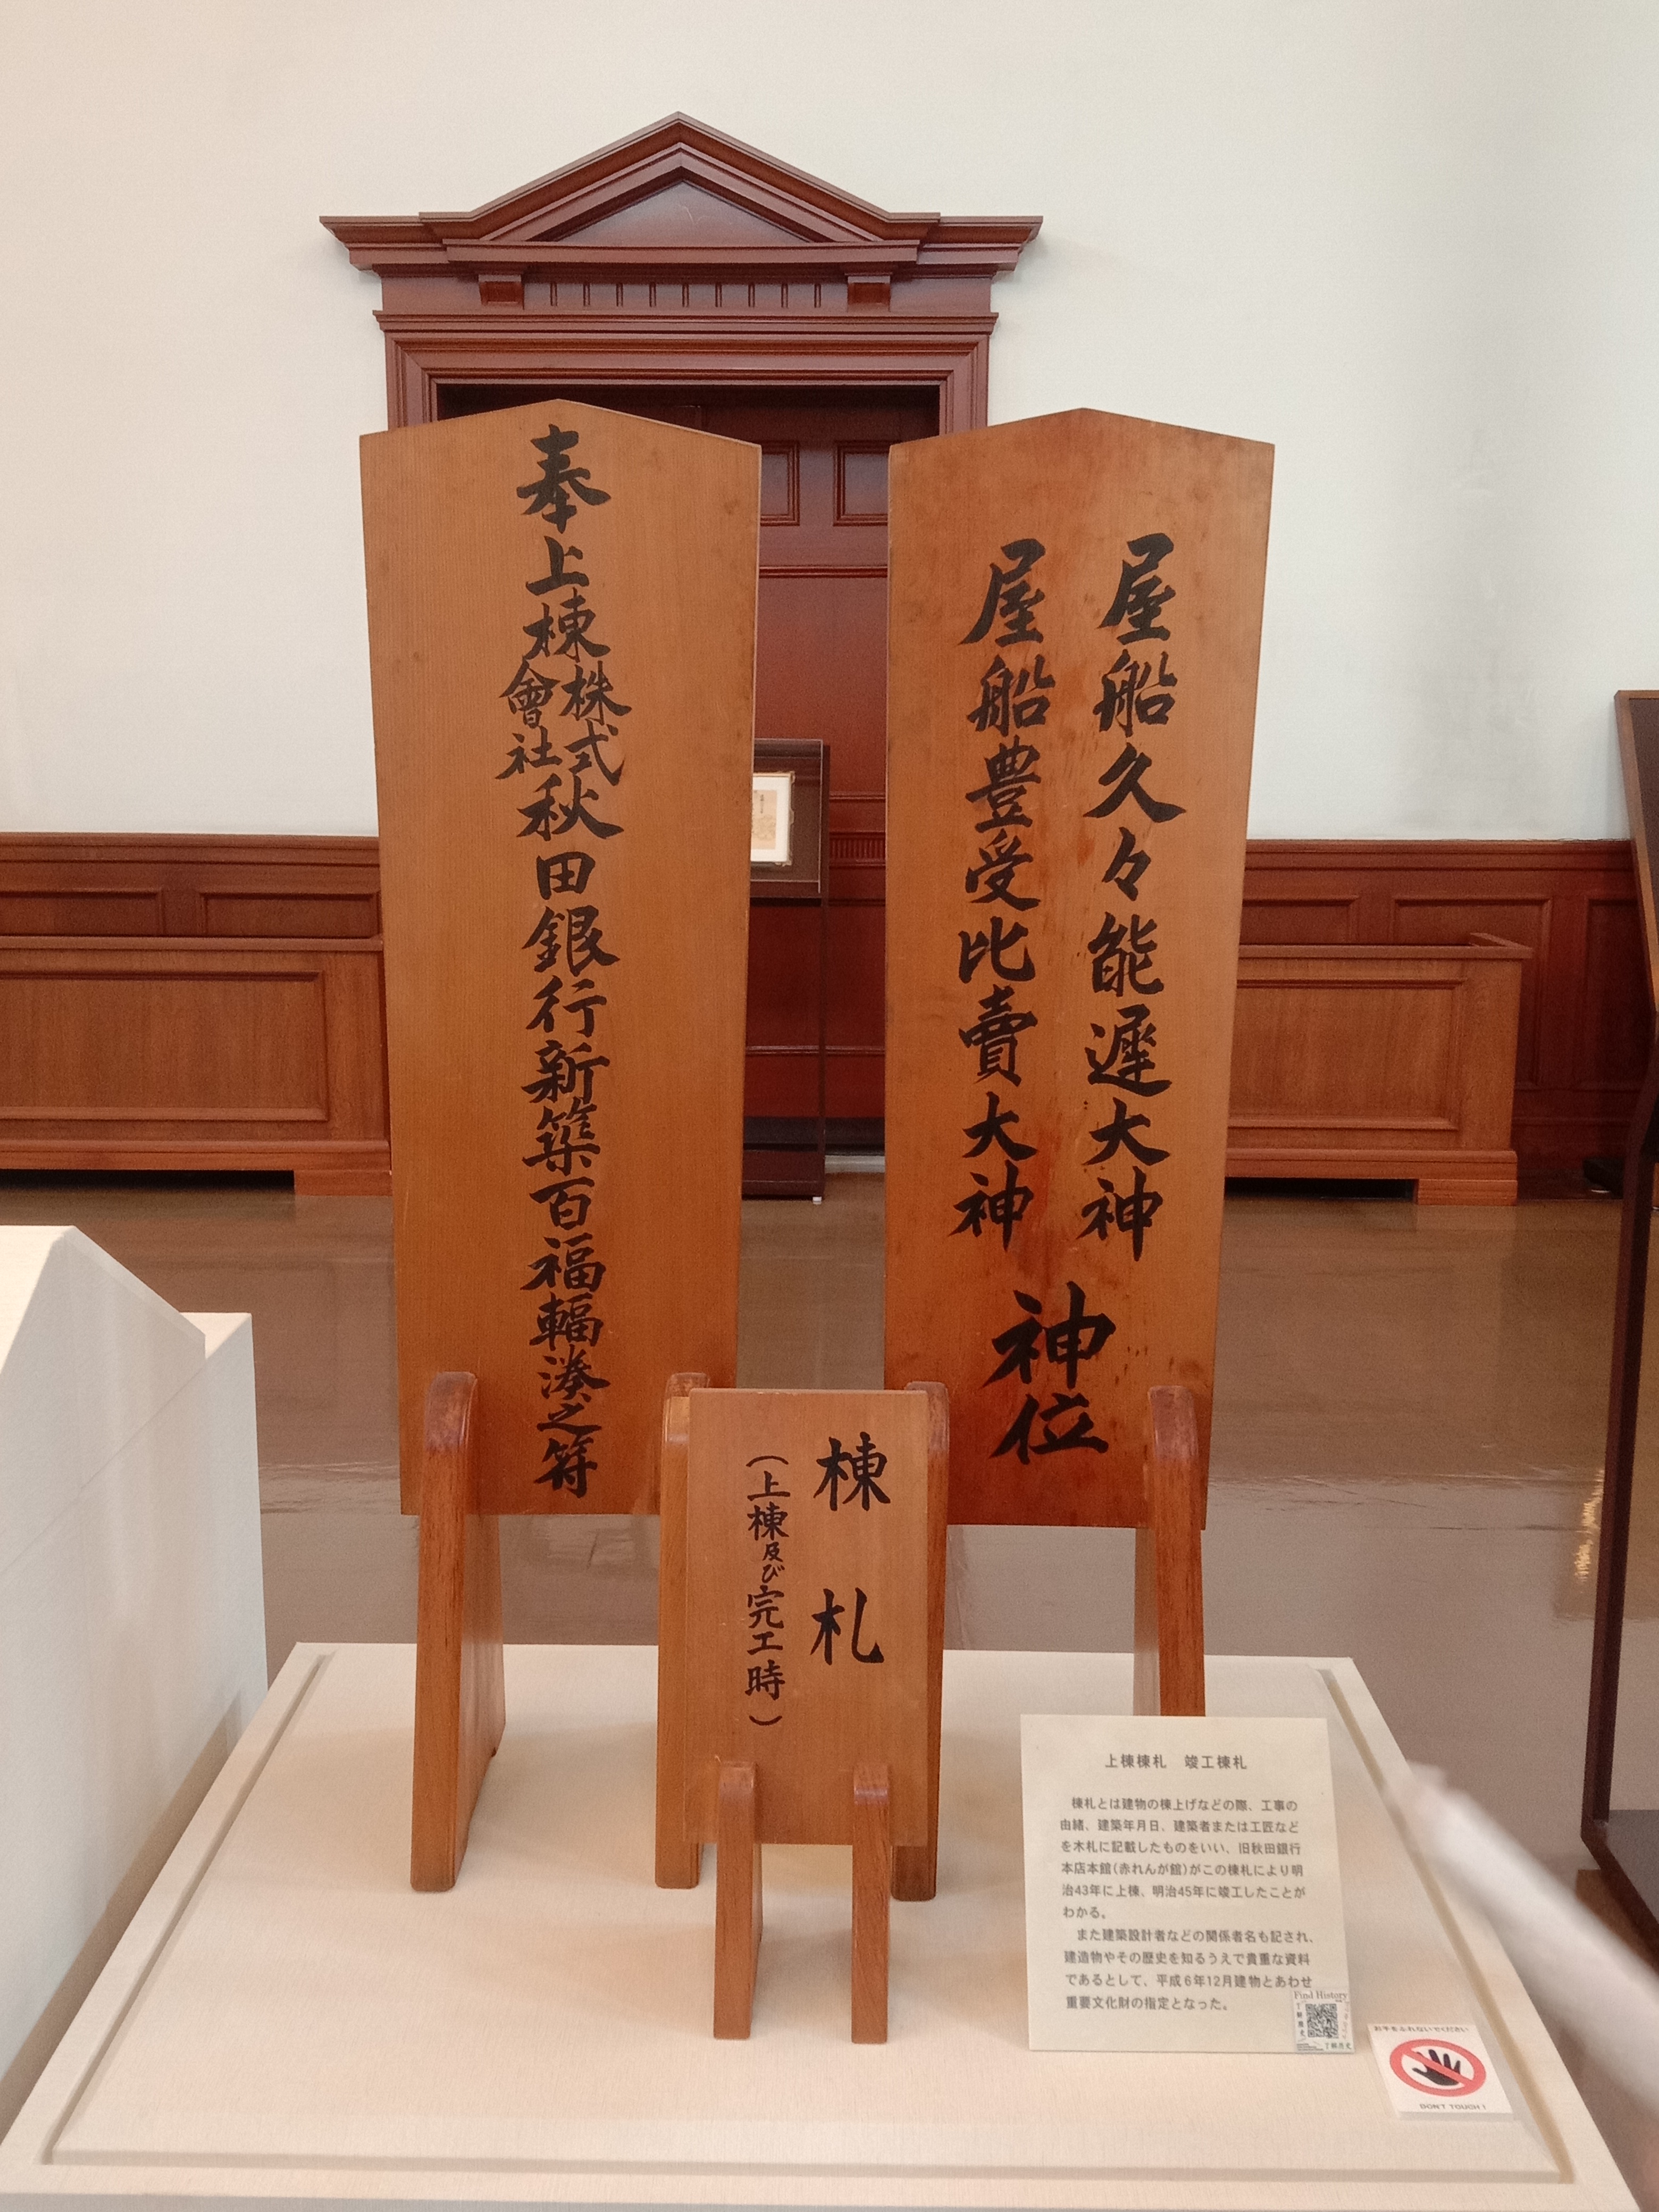 屋船久々能遅大神
屋船豊受比賣大神
神位
奉上棟株式會社秋田銀行新築百福輻湊之符
棟札
(上棟及び完工時)
上棟棟札 竣工棟札
棟札とは建物の棟上げなどの際、工事の
由緒、建築年月日、建築者または工匠など
を木札に記載したものをいい、旧秋田銀行
本店本館(赤れんが館)がこの棟札により明
治43年に上棟、明治45年に竣工したことが
わかる。
また建築設計者などの関係者名も記され、
建造物やその歴史を知るうえで貴重な資料
であるとして、平成6年12月建物とあわせ
重要文化財の指定となった。
Find History
了解歴史
お手をふれないでください
DON'T TOUCH!